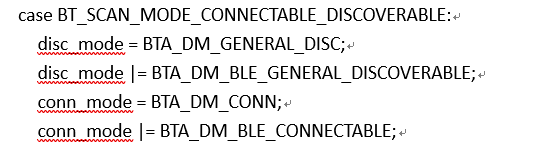 case BT_SCAN_MODE_CONNECTABLE_DISCOVERABLE:
disc_mode = BTA_DM_GENERAL_DISC;
disc_mode |= BTA_DM_BLE_GENERAL_DISCOVERABLE;
conn_mode = BTA_DM_CONN;
conn_mode |= BTA_DM_BLE_CONNECTABLE;